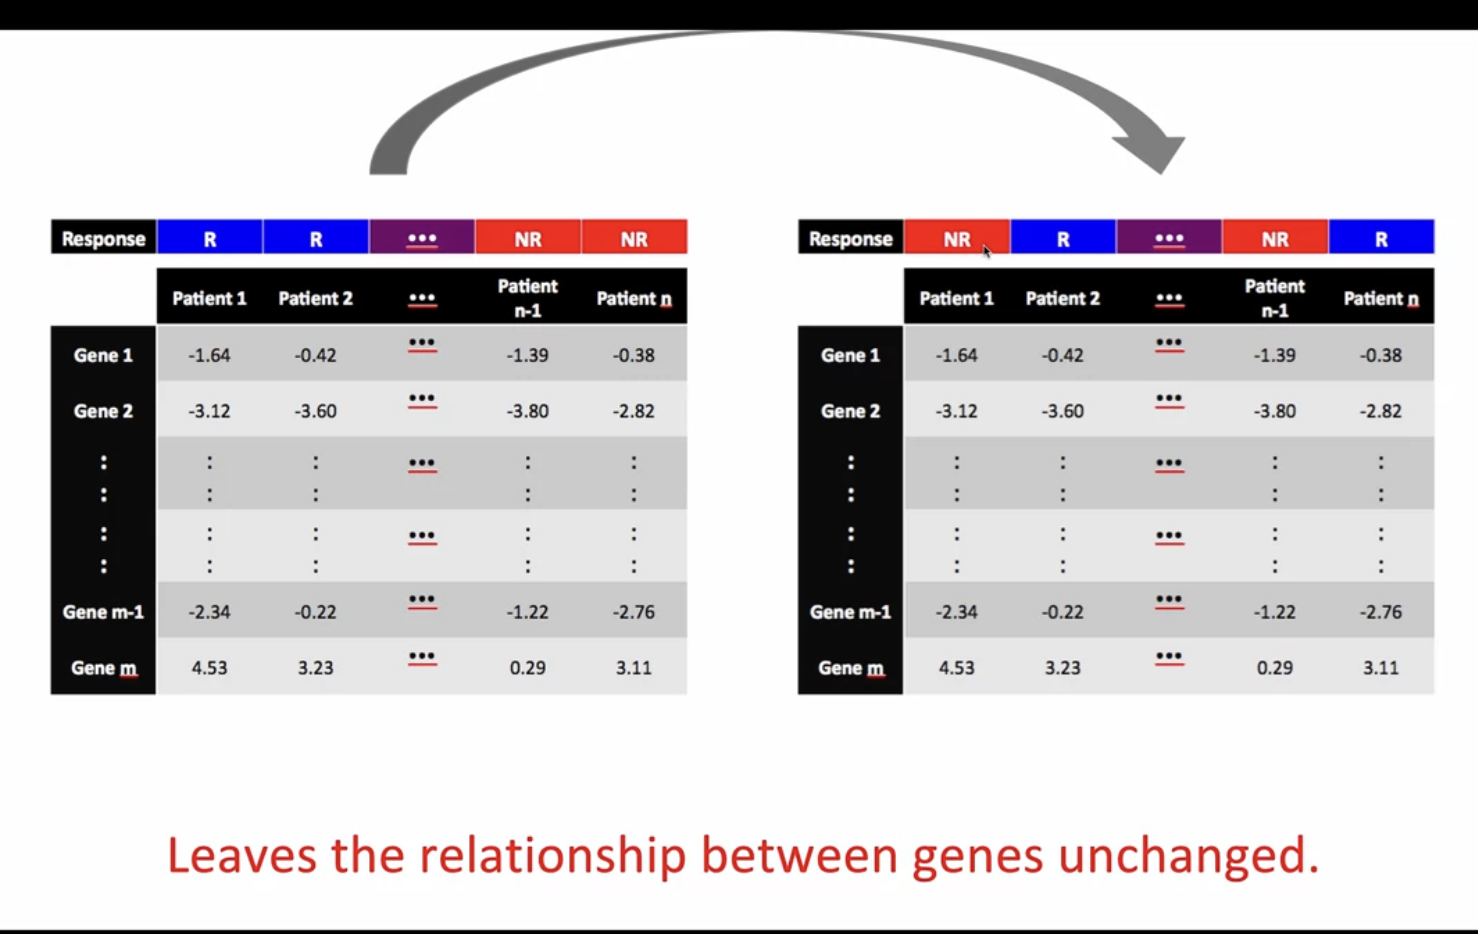 Response R R ••• NR NR
Patient 1 Patient 2 ••• Patient n-1 Patient n
Gene 1 -1.64 -0.42 ••• -1.39 -0.38
Gene 2 -3.12 -3.60 ••• -3.80 -2.82
: : : ••• : :
: : : : :
: : : ••• : :
: : : : :
Gene m-1 -2.34 -0.22 ••• -1.22 -2.76
Gene m 4.53 3.23 ••• 0.29 3.11
Response NR R ••• NR R
Patient 1 Patient 2 ••• Patient n-1 Patient n
Gene 1 -1.64 -0.42 ••• -1.39 -0.38
Gene 2 -3.12 -3.60 ••• -3.80 -2.82
: : : ••• : :
: : : : :
: : : ••• : :
: : : : :
Gene m-1 -2.34 -0.22 ••• -1.22 -2.76
Gene m 4.53 3.23 ••• 0.29 3.11
Leaves the relationship between genes unchanged.